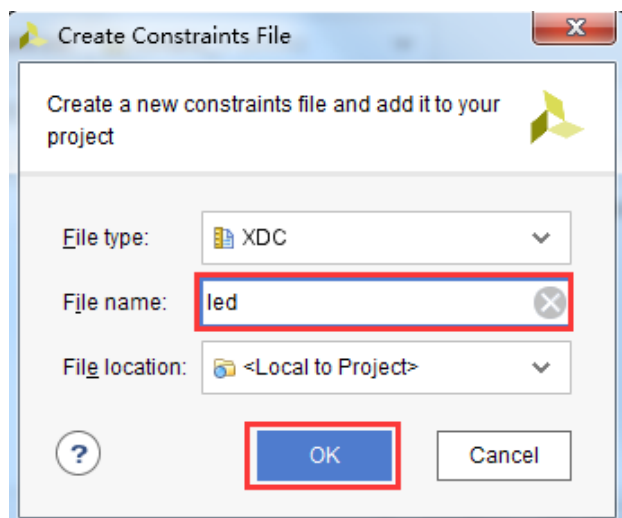 Create Constraints File
Create a new constraints file and add it to your
project
File type: XDC
File name: led
File location: <Local to Project>
? OK Cancel